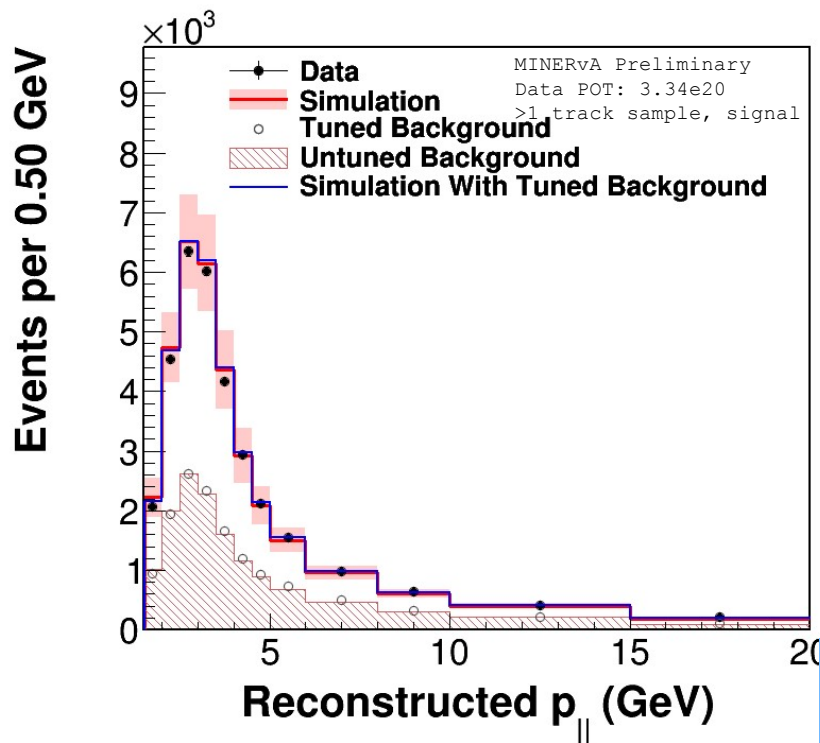 ×10³
Events per 0.50 GeV
9
8
7
6
5
4
3
2
1
0
Data
Simulation
Tuned Background
Untuned Background
Simulation With Tuned Background
MINERvA Preliminary
Data POT: 3.34e20
>1 track sample, signal
5
10
15
20
Reconstructed p|| (GeV)